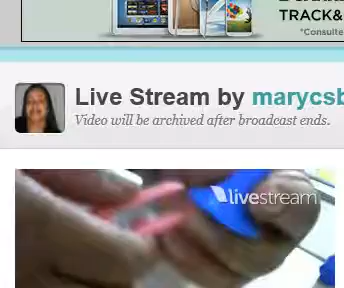 TRACK&
*Consulte
Live Stream by marycsb
Video will be archived after broadcast ends.
livestream